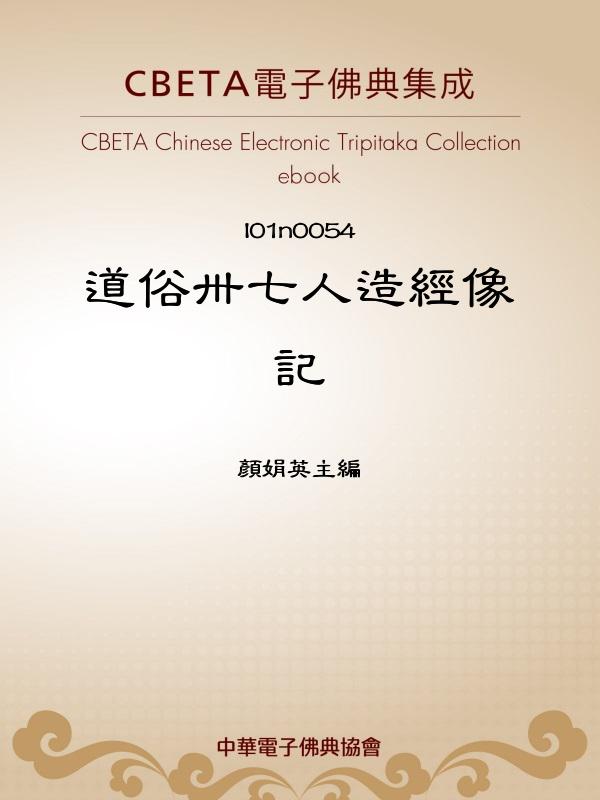 CBETA電子佛典集成
CBETA Chinese Electronic Tripitaka Collection
ebook
I01n0054
道俗卅七人造經像
記
顏娟英主編
中華電子佛典協會